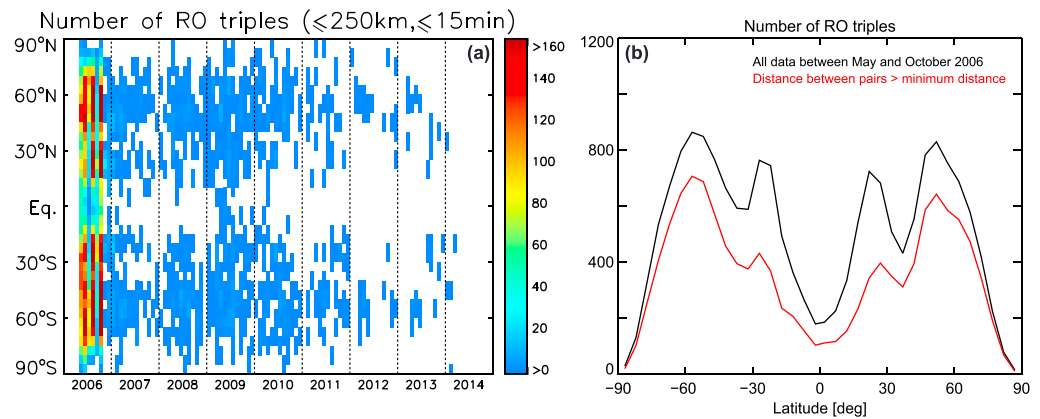 Number of RO triples (⩽250km,⩽15min)
(a)
90°N
60°N
30°N
Eq.
30°S
60°S
90°S
2006 2007 2008 2009 2010 2011 2012 2013 2014
>160
140
120
100
80
60
40
20
>0
Number of RO triples
(b)
All data between May and October 2006
Distance between pairs > minimum distance
1200
800
400
0
−90 −60 −30 0 30 60 90
Latitude [deg]